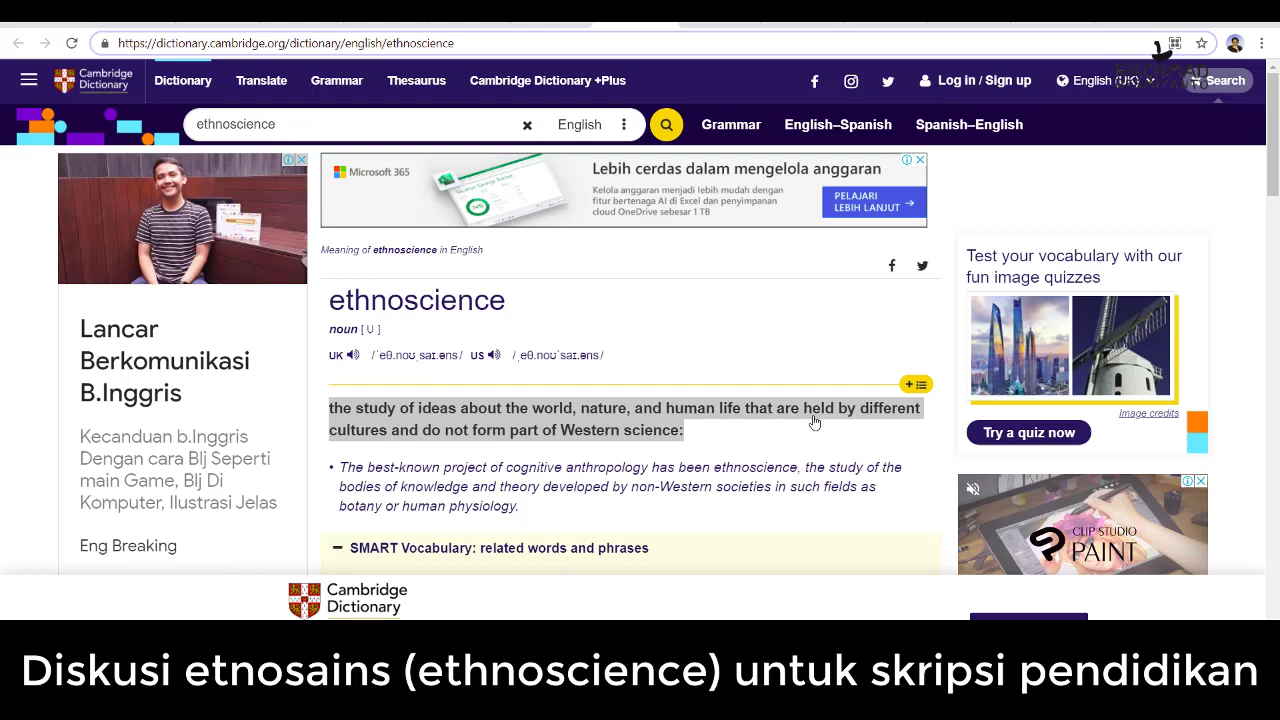 https://dictionary.cambridge.org/dictionary/english/ethnoscience
Cambridge Dictionary
Dictionary Translate Grammar Thesaurus Cambridge Dictionary +Plus
Log in / Sign up
English (UK)
Search
ethnoscience
English
Grammar English–Spanish Spanish–English
Microsoft 365
Lebih cerdas dalam mengelola anggaran
Kelola anggaran menjadi lebih mudah dengan
fitur bertenaga AI di Excel dan penyimpanan
cloud OneDrive sebesar 1 TB
PELAJARI
LEBIH LANJUT
Lancar
Berkomunikasi
B.Inggris
Kecanduan b.Inggris
Dengan cara Blj Seperti
main Game, Blj Di
Komputer, Ilustrasi Jelas
Eng Breaking
Meaning of ethnoscience in English
ethnoscience
noun [ U ]
UK /ˈeθ.noʊˌsaɪ.əns/ US /ˌeθ.noʊˈsaɪ.əns/
the study of ideas about the world, nature, and human life that are held by different
cultures and do not form part of Western science:
• The best-known project of cognitive anthropology has been ethnoscience, the study of the
bodies of knowledge and theory developed by non-Western societies in such fields as
botany or human physiology.
SMART Vocabulary: related words and phrases
Test your vocabulary with our
fun image quizzes
Image credits
Try a quiz now
CLIP STUDIO
PAINT
Cambridge
Dictionary
Diskusi etnosains (ethnoscience) untuk skripsi pendidikan